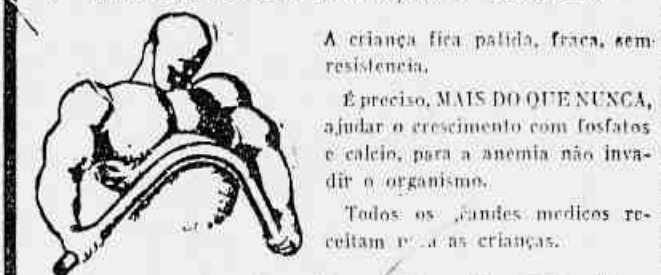 A criança fica palida, fraca, sem
resistencia.
É preciso, MAIS DO QUE NUNCA,
ajudar o crescimento com fosfatos
e calcio, para a anemia não inva-
dir o organismo.
Todos os medicos re-
ceitam as crianças.